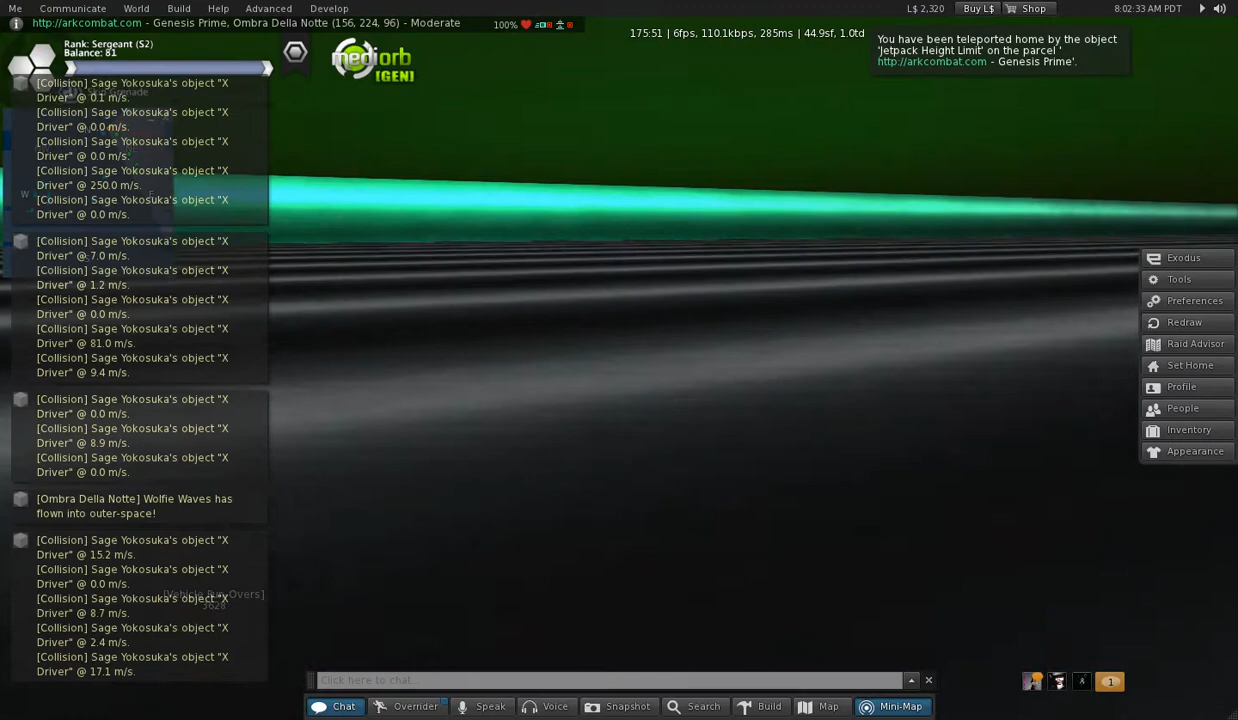 Me Communicate World Build Help Advanced Develop L$ 2,320 Buy L$ Shop 8:02:33 AM PDT
http://arkcombat.com - Genesis Prime, Ombra Della Notte (156, 224, 96) - Moderate 100%
175:51 | 6fps, 110.1kbps, 285ms | 44.9sf, 1.0td
You have been teleported home by the object
'Jetpack Height Limit' on the parcel '
http://arkcombat.com - Genesis Prime'.
Rank: Sergeant (S2)
Balance: 81
mediorb
[GEN]
[Collision] Sage Yokosuka's object "X
Driver" @ 0.1 m/s.
[Collision] Sage Yokosuka's object "X
Driver" @ 0.0 m/s.
[Collision] Sage Yokosuka's object "X
Driver" @ 0.0 m/s.
[Collision] Sage Yokosuka's object "X
Driver" @ 250.0 m/s.
W E
[Collision] Sage Yokosuka's object "X
Driver" @ 0.0 m/s.
[Collision] Sage Yokosuka's object "X
Driver" @ 7.0 m/s.
[Collision] Sage Yokosuka's object "X
Driver" @ 1.2 m/s.
[Collision] Sage Yokosuka's object "X
Driver" @ 0.0 m/s.
[Collision] Sage Yokosuka's object "X
Driver" @ 81.0 m/s.
[Collision] Sage Yokosuka's object "X
Driver" @ 9.4 m/s.
[Collision] Sage Yokosuka's object "X
Driver" @ 0.0 m/s.
[Collision] Sage Yokosuka's object "X
Driver" @ 8.9 m/s.
[Collision] Sage Yokosuka's object "X
Driver" @ 0.0 m/s.
[Ombra Della Notte] Wolfie Waves has
flown into outer-space!
[Collision] Sage Yokosuka's object "X
Driver" @ 15.2 m/s.
[Collision] Sage Yokosuka's object "X
Driver" @ 0.0 m/s.
[Vehicle Run-Overs]
3628
[Collision] Sage Yokosuka's object "X
Driver" @ 8.7 m/s.
[Collision] Sage Yokosuka's object "X
Driver" @ 2.4 m/s.
[Collision] Sage Yokosuka's object "X
Driver" @ 17.1 m/s.
Exodus
Tools
Preferences
Redraw
Raid Advisor
Set Home
Profile
People
Inventory
Appearance
Click here to chat...
1
Chat Overrider Speak Voice Snapshot Search Build Map Mini-Map